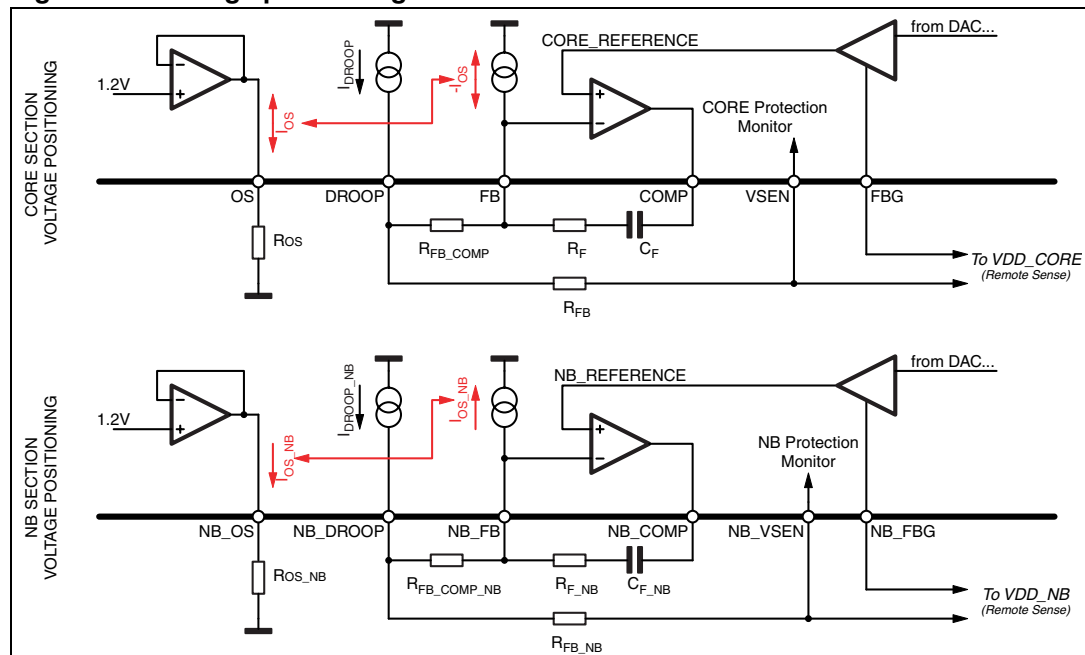 CORE SECTION
VOLTAGE POSITIONING
1.2V
IOS
IDROOP
-IOS
CORE_REFERENCE
from DAC...
CORE Protection
Monitor
OS
DROOP
FB
COMP
VSEN
FBG
ROS
RFB_COMP
RF
CF
RFB
To VDD_CORE
(Remote Sense)
NB SECTION
VOLTAGE POSITIONING
1.2V
IOS_NB
IDROOP_NB
IOS_NB
NB_REFERENCE
from DAC...
NB Protection
Monitor
NB_OS
NB_DROOP
NB_FB
NB_COMP
NB_VSEN
NB_FBG
ROS_NB
RFB_COMP_NB
RF_NB
CF_NB
RFB_NB
To VDD_NB
(Remote Sense)